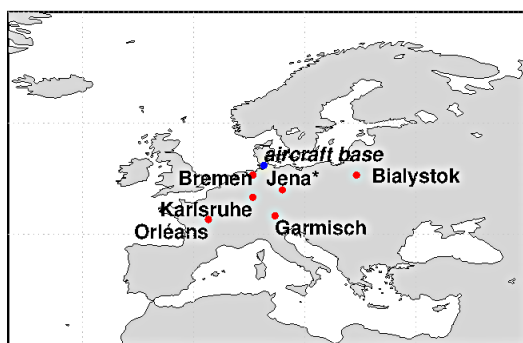 aircraft base
Bremen Jena*
Bialystok
Karlsruhe
Orléans
Garmisch